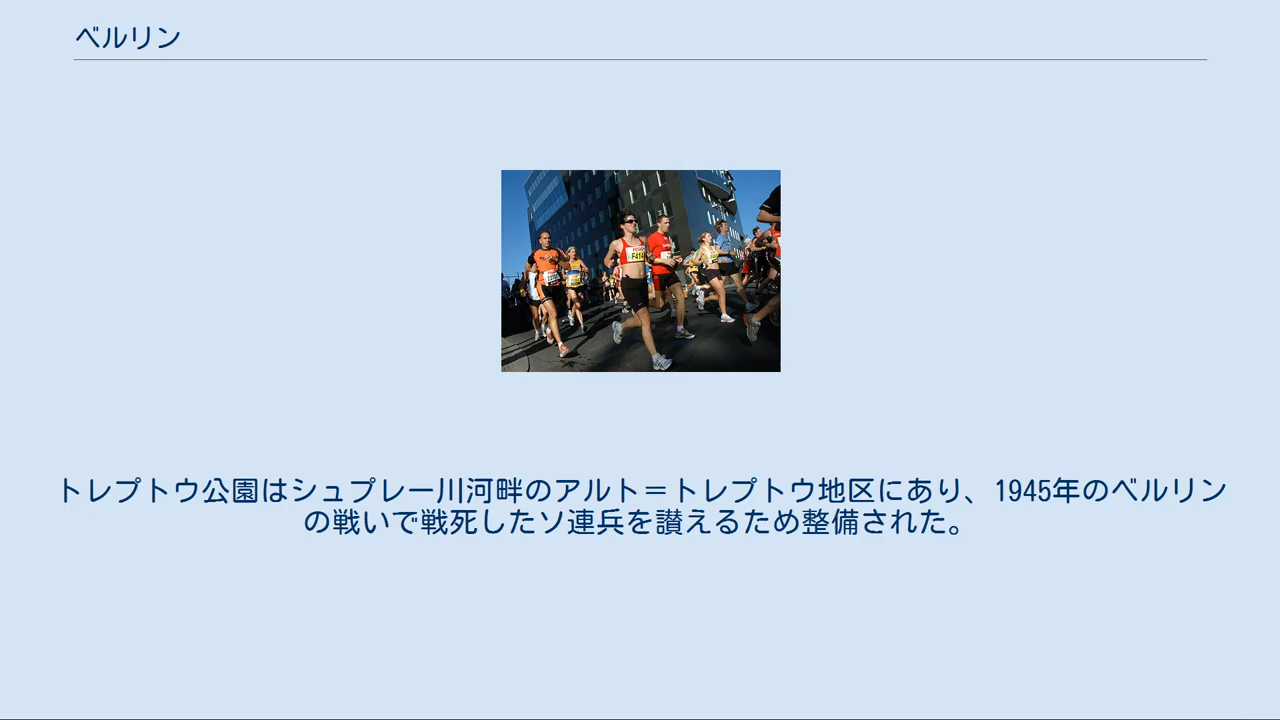 ベルリン
F414
トレプトウ公園はシュプレー川河畔のアルト＝トレプトウ地区にあり、1945年のベルリン
の戦いで戦死したソ連兵を讃えるため整備された。